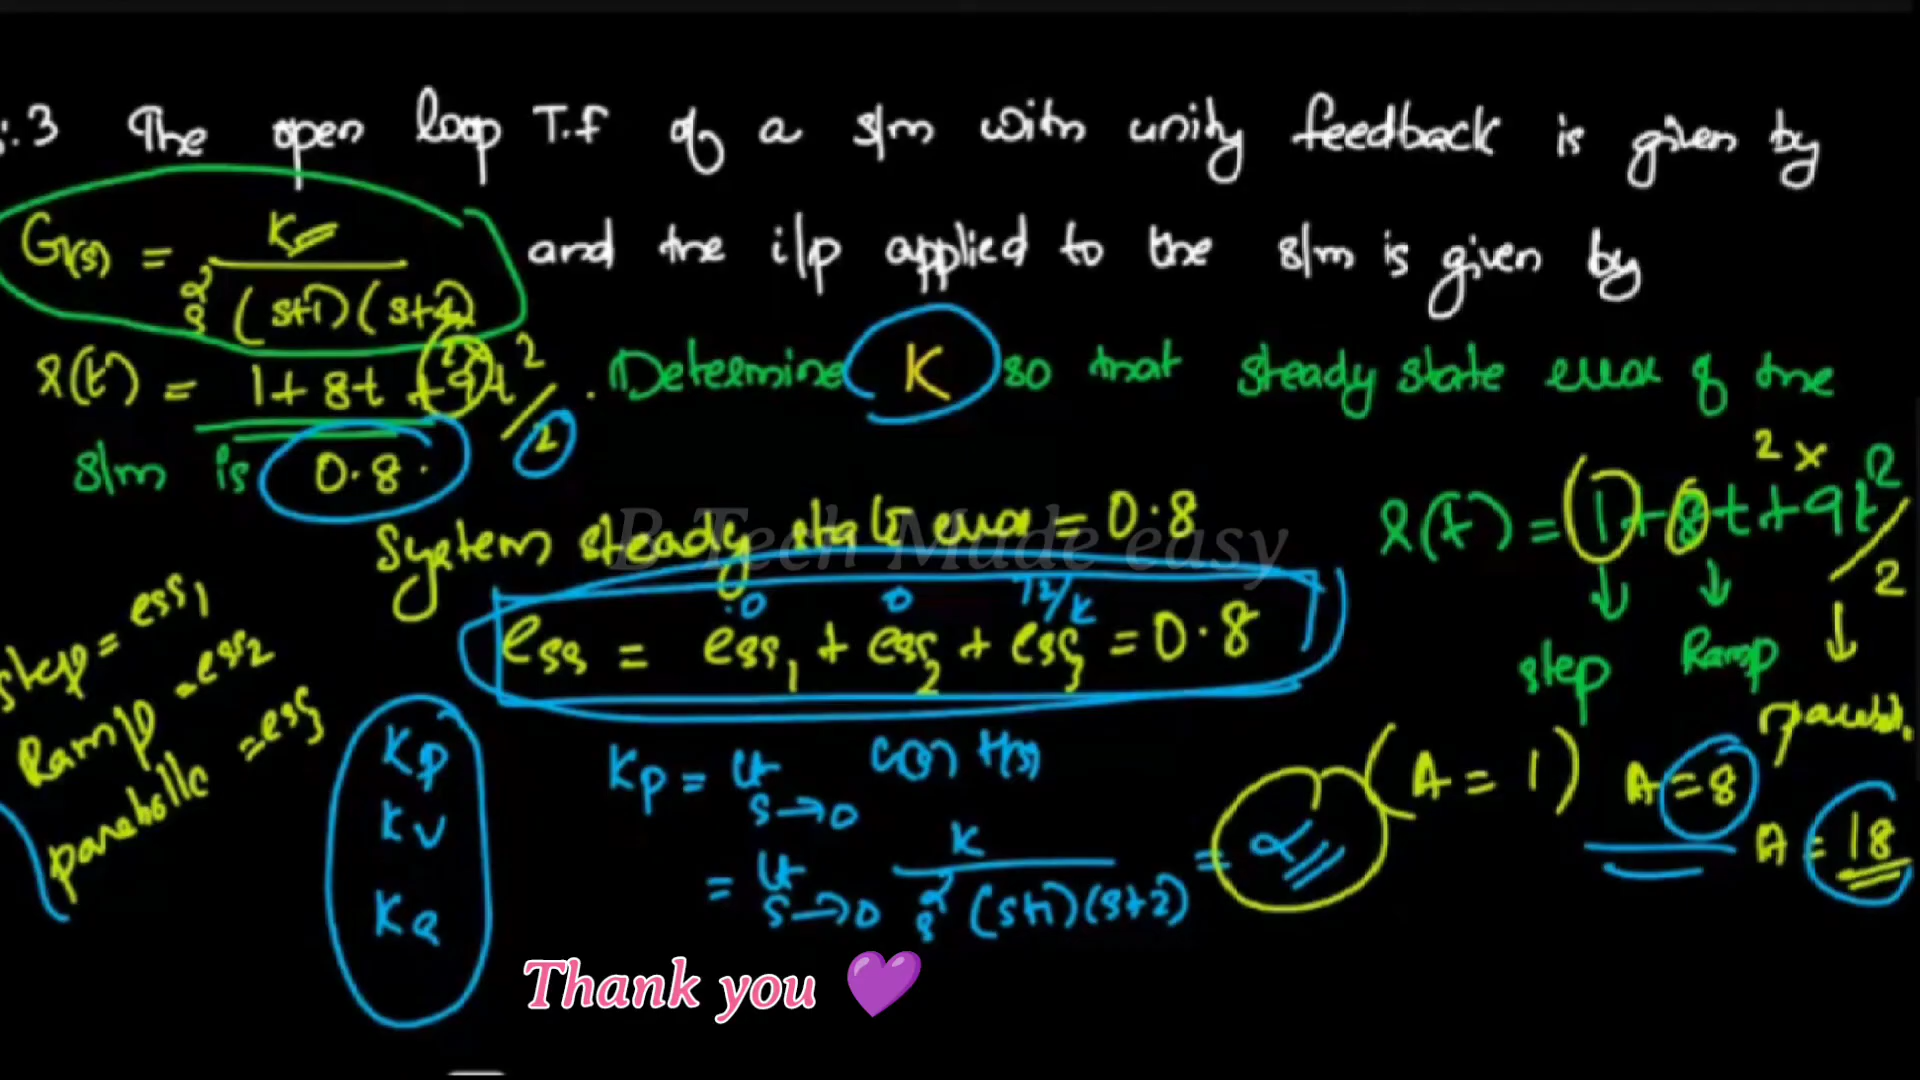 :.3 The open loop T.f of a s/m with unity feedback is given by
G(s) = K / s² (s+1)(s+4) and the i/p applied to the s/m is given by
r(t) = 1 + 8t + 9t²/2 . Determine K so that steady state error of the
s/m is 0.8.
2 x
r(t) = 1 + 8t + 9t²/2
System steady state error = 0.8
B Tech Made easy
.0 0 72/K
ess = ess1 + ess2 + ess3 = 0.8
step Ramp
step = ess1
Ramp = ess2
parabolic = ess3
Kp
Kv
Ka
Kp = Lt s→0 G(s) H(s)
= Lt s→0 K / s² (s+1)(s+2) = α
(A = 1) A = 8
A = 18
Thank you 💜